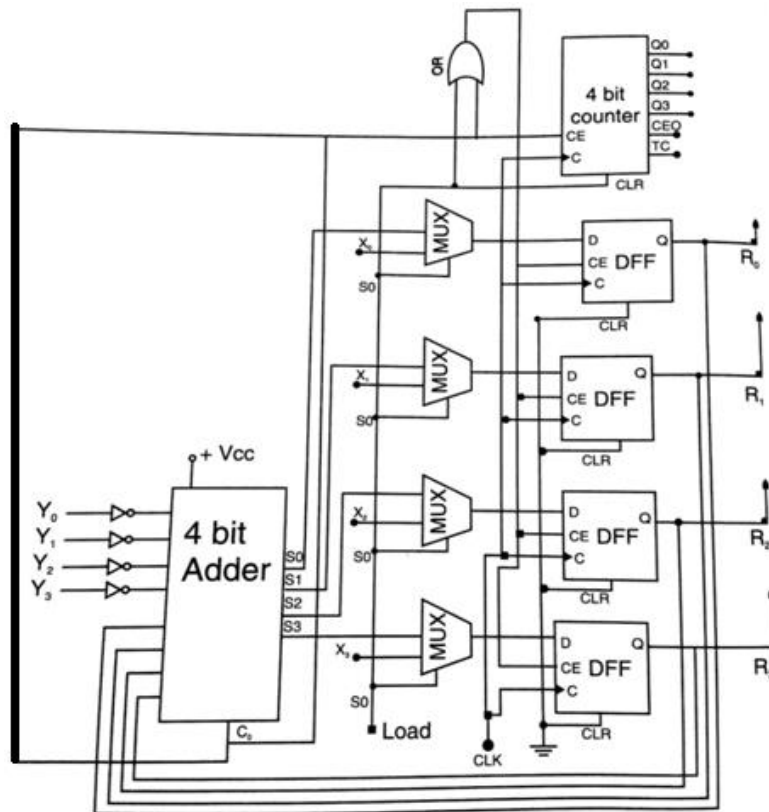 OR
Q0
Q1
Q2
Q3
CEO
TC
4 bit
counter
CE
C
CLR
MUX
X₀
S0
D
Q
CE
DFF
C
CLR
R₀
MUX
X₁
S0
D
Q
CE
DFF
C
CLR
R₁
+ Vcc
Y₀
Y₁
Y₂
Y₃
4 bit
Adder
S0
S1
S2
S3
C₀
MUX
S0
D
Q
CE
DFF
C
CLR
R₂
MUX
X₃
S0
D
Q
CE
DFF
C
CLR
Load
CLK